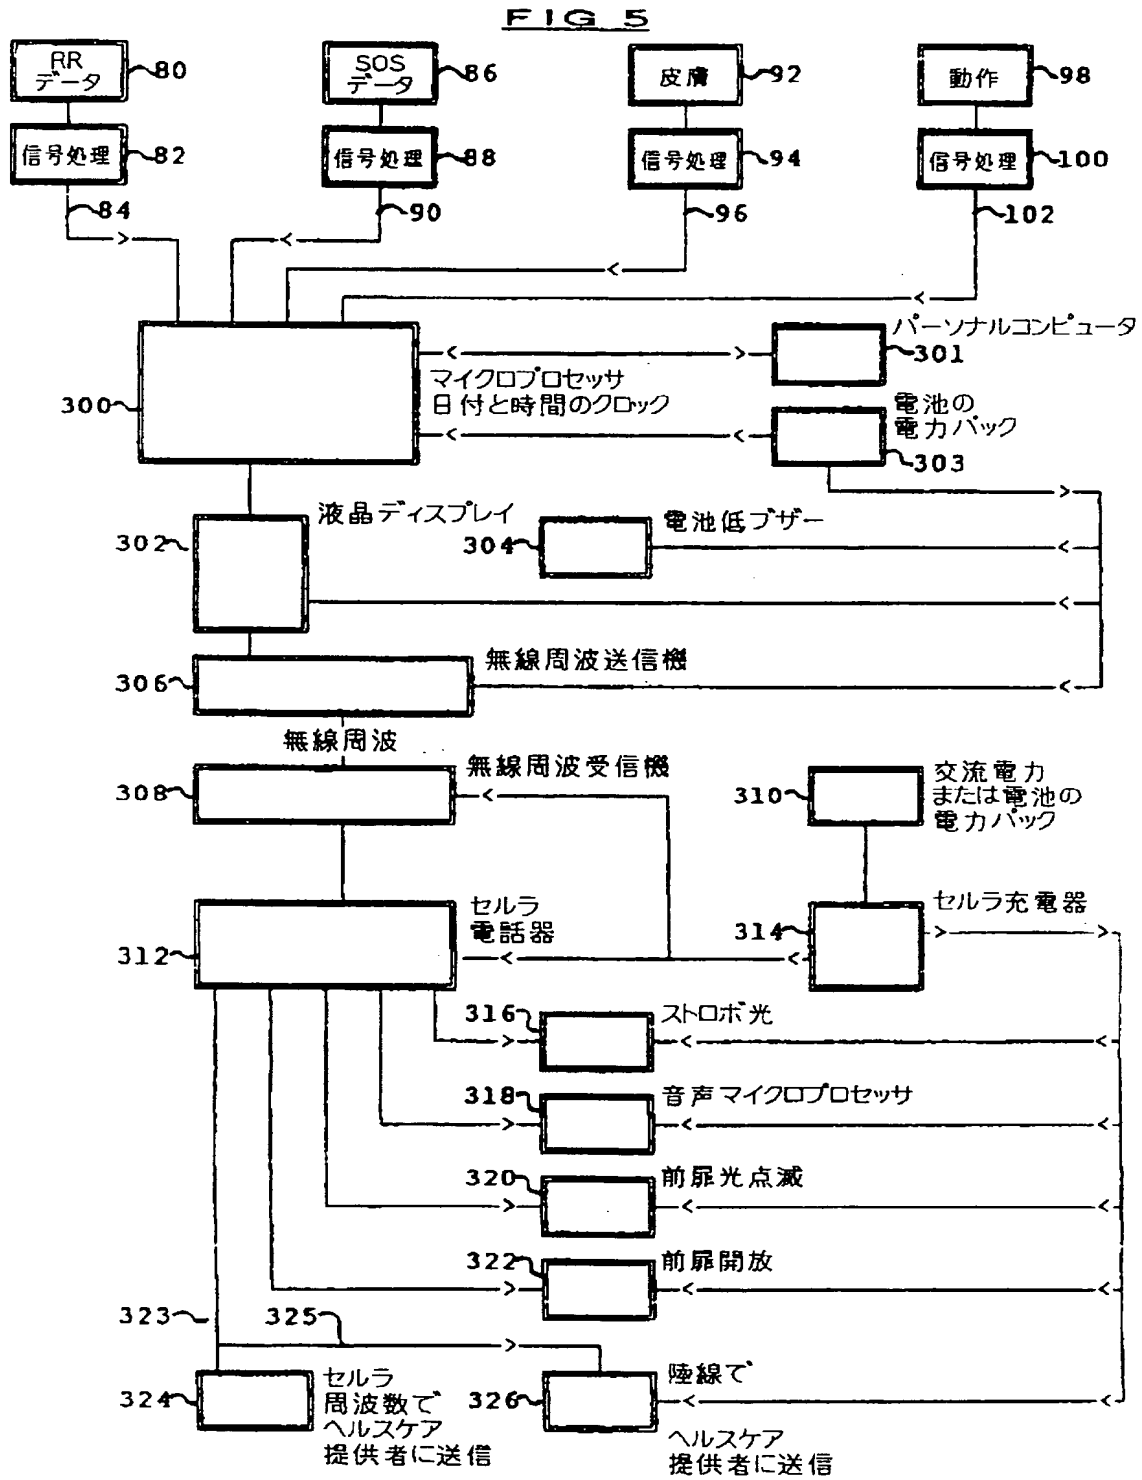 FIG 5
RR
データ
80
SOS
データ
86
皮膚
92
動作
98
信号処理
82
信号処理
88
信号処理
94
信号処理
100
84
90
96
102
パーソナルコンピュータ
301
300
マイクロプロセッサ
日付と時間のクロック
電池の
電力パック
303
液晶ディスプレイ
302
304
電池低ブザー
無線周波送信機
306
無線周波
無線周波受信機
308
310
交流電力
または電池の
電力パック
セルラ
電話器
312
314
セルラ充電器
316
ストロボ光
318
音声マイクロプロセッサ
320
前扉光点滅
322
前扉開放
323
325
324
セルラ
周波数で
ヘルスケア
提供者に送信
326
陸線で
ヘルスケア
提供者に送信